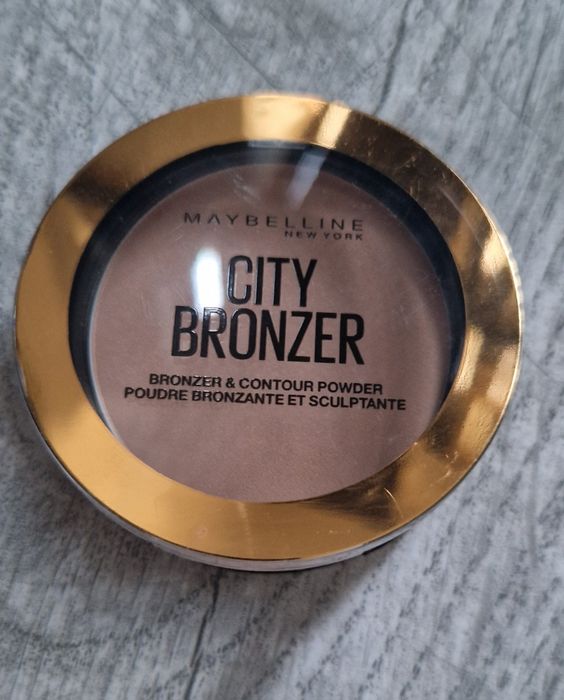 MAYBELLINE
NEW YORK
CITY
BRONZER
BRONZER & CONTOUR POWDER
POUDRE BRONZANTE ET SCULPTANTE